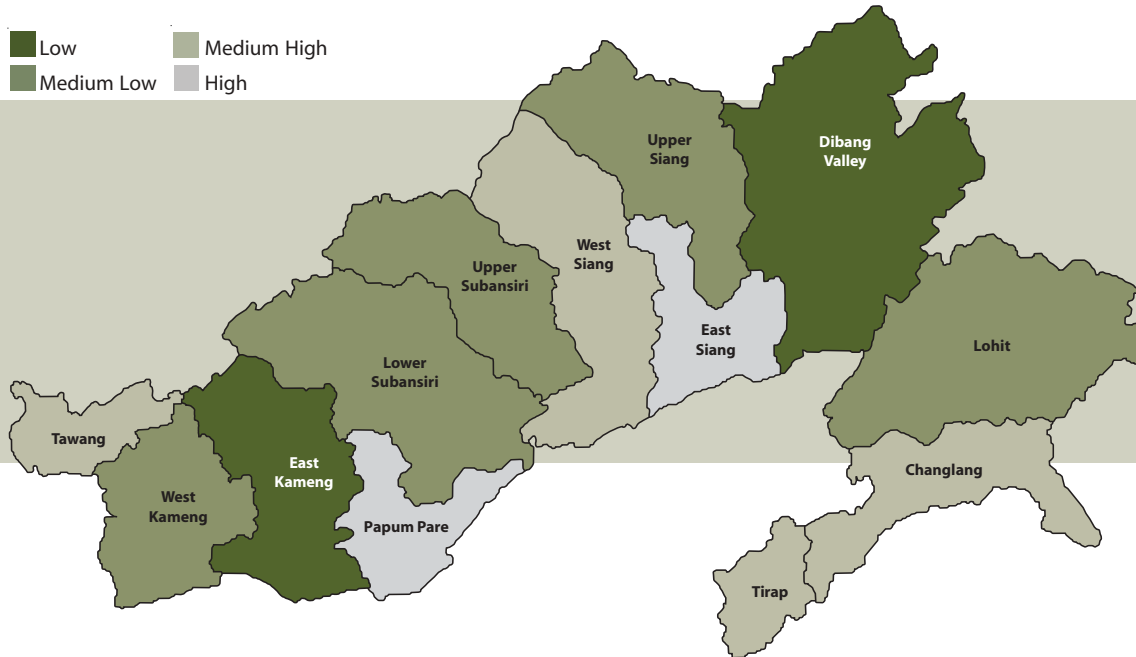 Low
Medium High
Medium Low
High
Upper
Siang
Dibang
Valley
West
Siang
Upper
Subansiri
East
Siang
Lohit
Lower
Subansiri
Tawang
East
Kameng
Changlang
West
Kameng
Papum Pare
Tirap